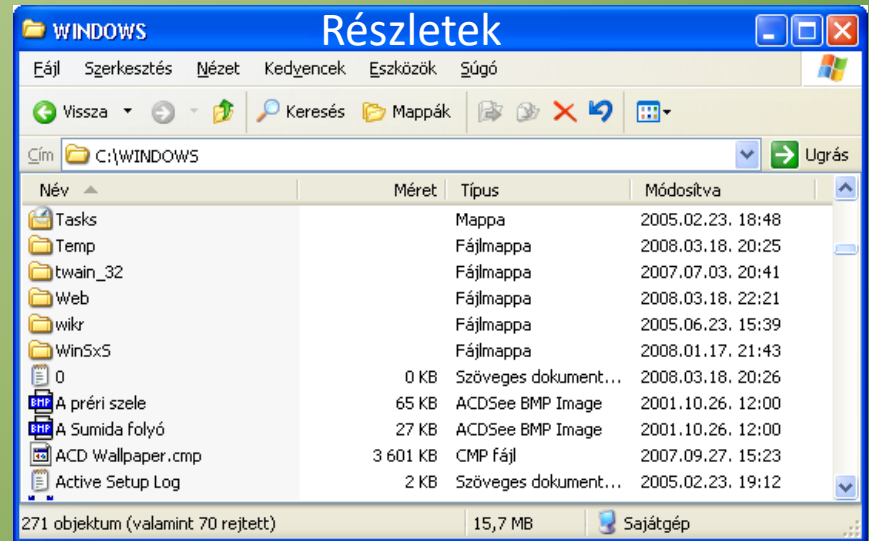 WINDOWS Részletek
Fájl Szerkesztés Nézet Kedvencek Eszközök Súgó
Vissza Keresés Mappák
Cím C:\WINDOWS Ugrás
Név Méret Típus Módosítva
Tasks Mappa 2005.02.23. 18:48
Temp Fájlmappa 2008.03.18. 20:25
twain_32 Fájlmappa 2007.07.03. 20:41
Web Fájlmappa 2008.03.18. 22:21
wikr Fájlmappa 2005.06.23. 15:39
WinSxS Fájlmappa 2008.01.17. 21:43
0 0 KB Szöveges dokument... 2008.03.18. 20:26
BMP A préri szele 65 KB ACDSee BMP Image 2001.10.26. 12:00
BMP A Sumida folyó 27 KB ACDSee BMP Image 2001.10.26. 12:00
ACD Wallpaper.cmp 3 601 KB CMP fájl 2007.09.27. 15:23
Active Setup Log 2 KB Szöveges dokument... 2005.02.23. 19:12
271 objektum (valamint 70 rejtett) 15,7 MB Sajátgép